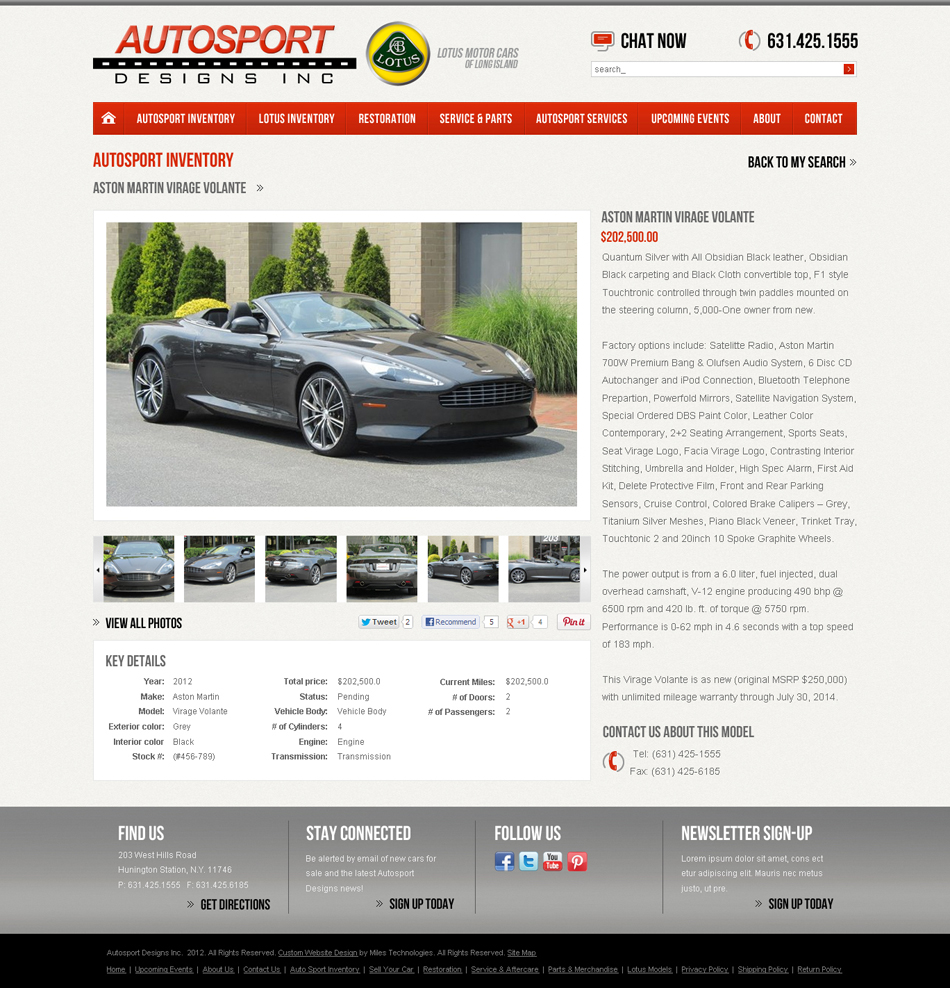 AUTOSPORT
DESIGNS INC
LOTUS
LOTUS MOTOR CARS
OF LONG ISLAND
CHAT NOW
631.425.1555
search_
AUTOSPORT INVENTORY
LOTUS INVENTORY
RESTORATION
SERVICE & PARTS
AUTOSPORT SERVICES
UPCOMING EVENTS
ABOUT
CONTACT
AUTOSPORT INVENTORY
BACK TO MY SEARCH »
ASTON MARTIN VIRAGE VOLANTE »
ASTON MARTIN VIRAGE VOLANTE
$202,500.00
Quantum Silver with All Obsidian Black leather, Obsidian
Black carpeting and Black Cloth convertible top, F1 style
Touchtronic controlled through twin paddles mounted on
the steering column, 5,000-One owner from new.
Factory options include: Satelitte Radio, Aston Martin
700W Premium Bang & Olufsen Audio System, 6 Disc CD
Autochanger and iPod Connection, Bluetooth Telephone
Prepartion, Powerfold Mirrors, Satellite Navigation System,
Special Ordered DBS Paint Color, Leather Color
Contemporary, 2+2 Seating Arrangement, Sports Seats,
Seat Virage Logo, Facia Virage Logo, Contrasting Interior
Stitching, Umbrella and Holder, High Spec Alarm, First Aid
Kit, Delete Protective Film, Front and Rear Parking
Sensors, Cruise Control, Colored Brake Calipers – Grey,
Titanium Silver Meshes, Piano Black Veneer, Trinket Tray,
Touchtonic 2 and 20inch 10 Spoke Graphite Wheels.
The power output is from a 6.0 liter, fuel injected, dual
overhead camshaft, V-12 engine producing 490 bhp @
6500 rpm and 420 lb. ft. of torque @ 5750 rpm.
Performance is 0-62 mph in 4.6 seconds with a top speed
of 183 mph.
This Virage Volante is as new (original MSRP $250,000)
with unlimited mileage warranty through July 30, 2014.
CONTACT US ABOUT THIS MODEL
Tel: (631) 425-1555
Fax: (631) 425-6185
203
» VIEW ALL PHOTOS
Tweet 2
Recommend 5
g +1 4
Pin it
KEY DETAILS
Year: 2012
Make: Aston Martin
Model: Virage Volante
Exterior color: Grey
Interior color Black
Stock #: (#456-789)
Total price: $202,500.0
Status: Pending
Vehicle Body: Vehicle Body
# of Cylinders: 4
Engine: Engine
Transmission: Transmission
Current Miles: $202,500.0
# of Doors: 2
# of Passengers: 2
FIND US
203 West Hills Road
Hunington Station, N.Y. 11746
P: 631.425.1555 F: 631.425.6185
» GET DIRECTIONS
STAY CONNECTED
Be alerted by email of new cars for
sale and the latest Autosport
Designs news!
» SIGN UP TODAY
FOLLOW US
You Tube
NEWSLETTER SIGN-UP
Lorem ipsum dolor sit amet, cons ect
etur adipiscing elit. Mauris nec metus
justo, ut pre.
» SIGN UP TODAY
Autosport Designs Inc. 2012. All Rights Reserved. Custom Website Design by Miles Technologies. All Rights Reserved. Site Map
Home | Upcoming Events | About Us | Contact Us | Auto Sport Inventory | Sell Your Car | Restoration | Service & Aftercare | Parts & Merchandise | Lotus Models | Privacy Policy | Shipping Policy | Return Policy